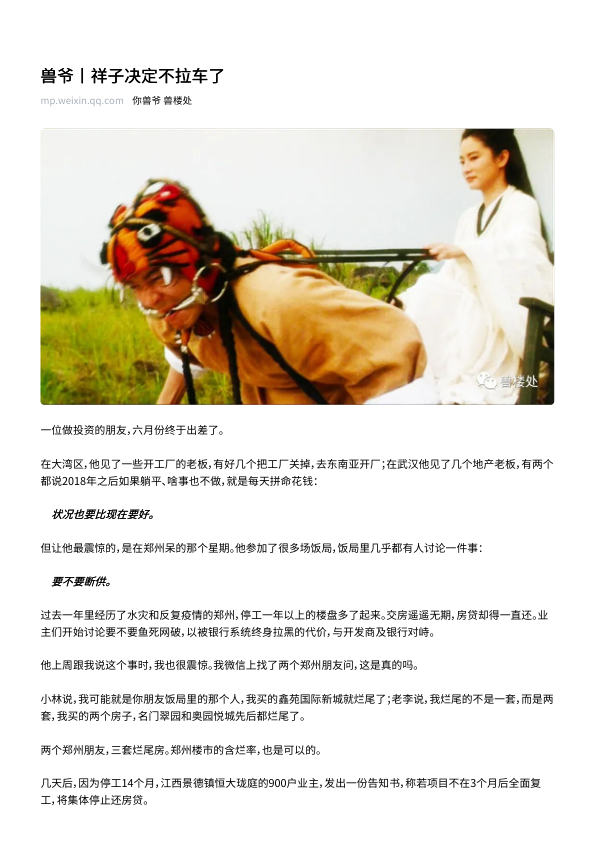 兽爷丨祥子决定不拉车了
mp.weixin.qq.com 你兽爷 兽楼处
兽楼处
一位做投资的朋友，六月份终于出差了。
在大湾区，他见了一些开工厂的老板，有好几个把工厂关掉，去东南亚开厂；在武汉他见了几个地产老板，有两个
都说2018年之后如果躺平、啥事也不做，就是每天拼命花钱：
状况也要比现在要好。
但让他最震惊的，是在郑州呆的那个星期。他参加了很多场饭局，饭局里几乎都有人讨论一件事：
要不要断供。
过去一年里经历了水灾和反复疫情的郑州，停工一年以上的楼盘多了起来。交房遥遥无期，房贷却得一直还。业
主们开始讨论要不要鱼死网破，以被银行系统终身拉黑的代价，与开发商及银行对峙。
他上周跟我说这个事时，我也很震惊。我微信上找了两个郑州朋友问，这是真的吗。
小林说，我可能就是你朋友饭局里的那个人，我买的鑫苑国际新城就烂尾了；老李说，我烂尾的不是一套，而是两
套，我买的两个房子，名门翠园和奥园悦城先后都烂尾了。
两个郑州朋友，三套烂尾房。郑州楼市的含烂率，也是可以的。
几天后，因为停工14个月，江西景德镇恒大珑庭的900户业主，发出一份告知书，称若项目不在3个月后全面复
工，将集体停止还房贷。